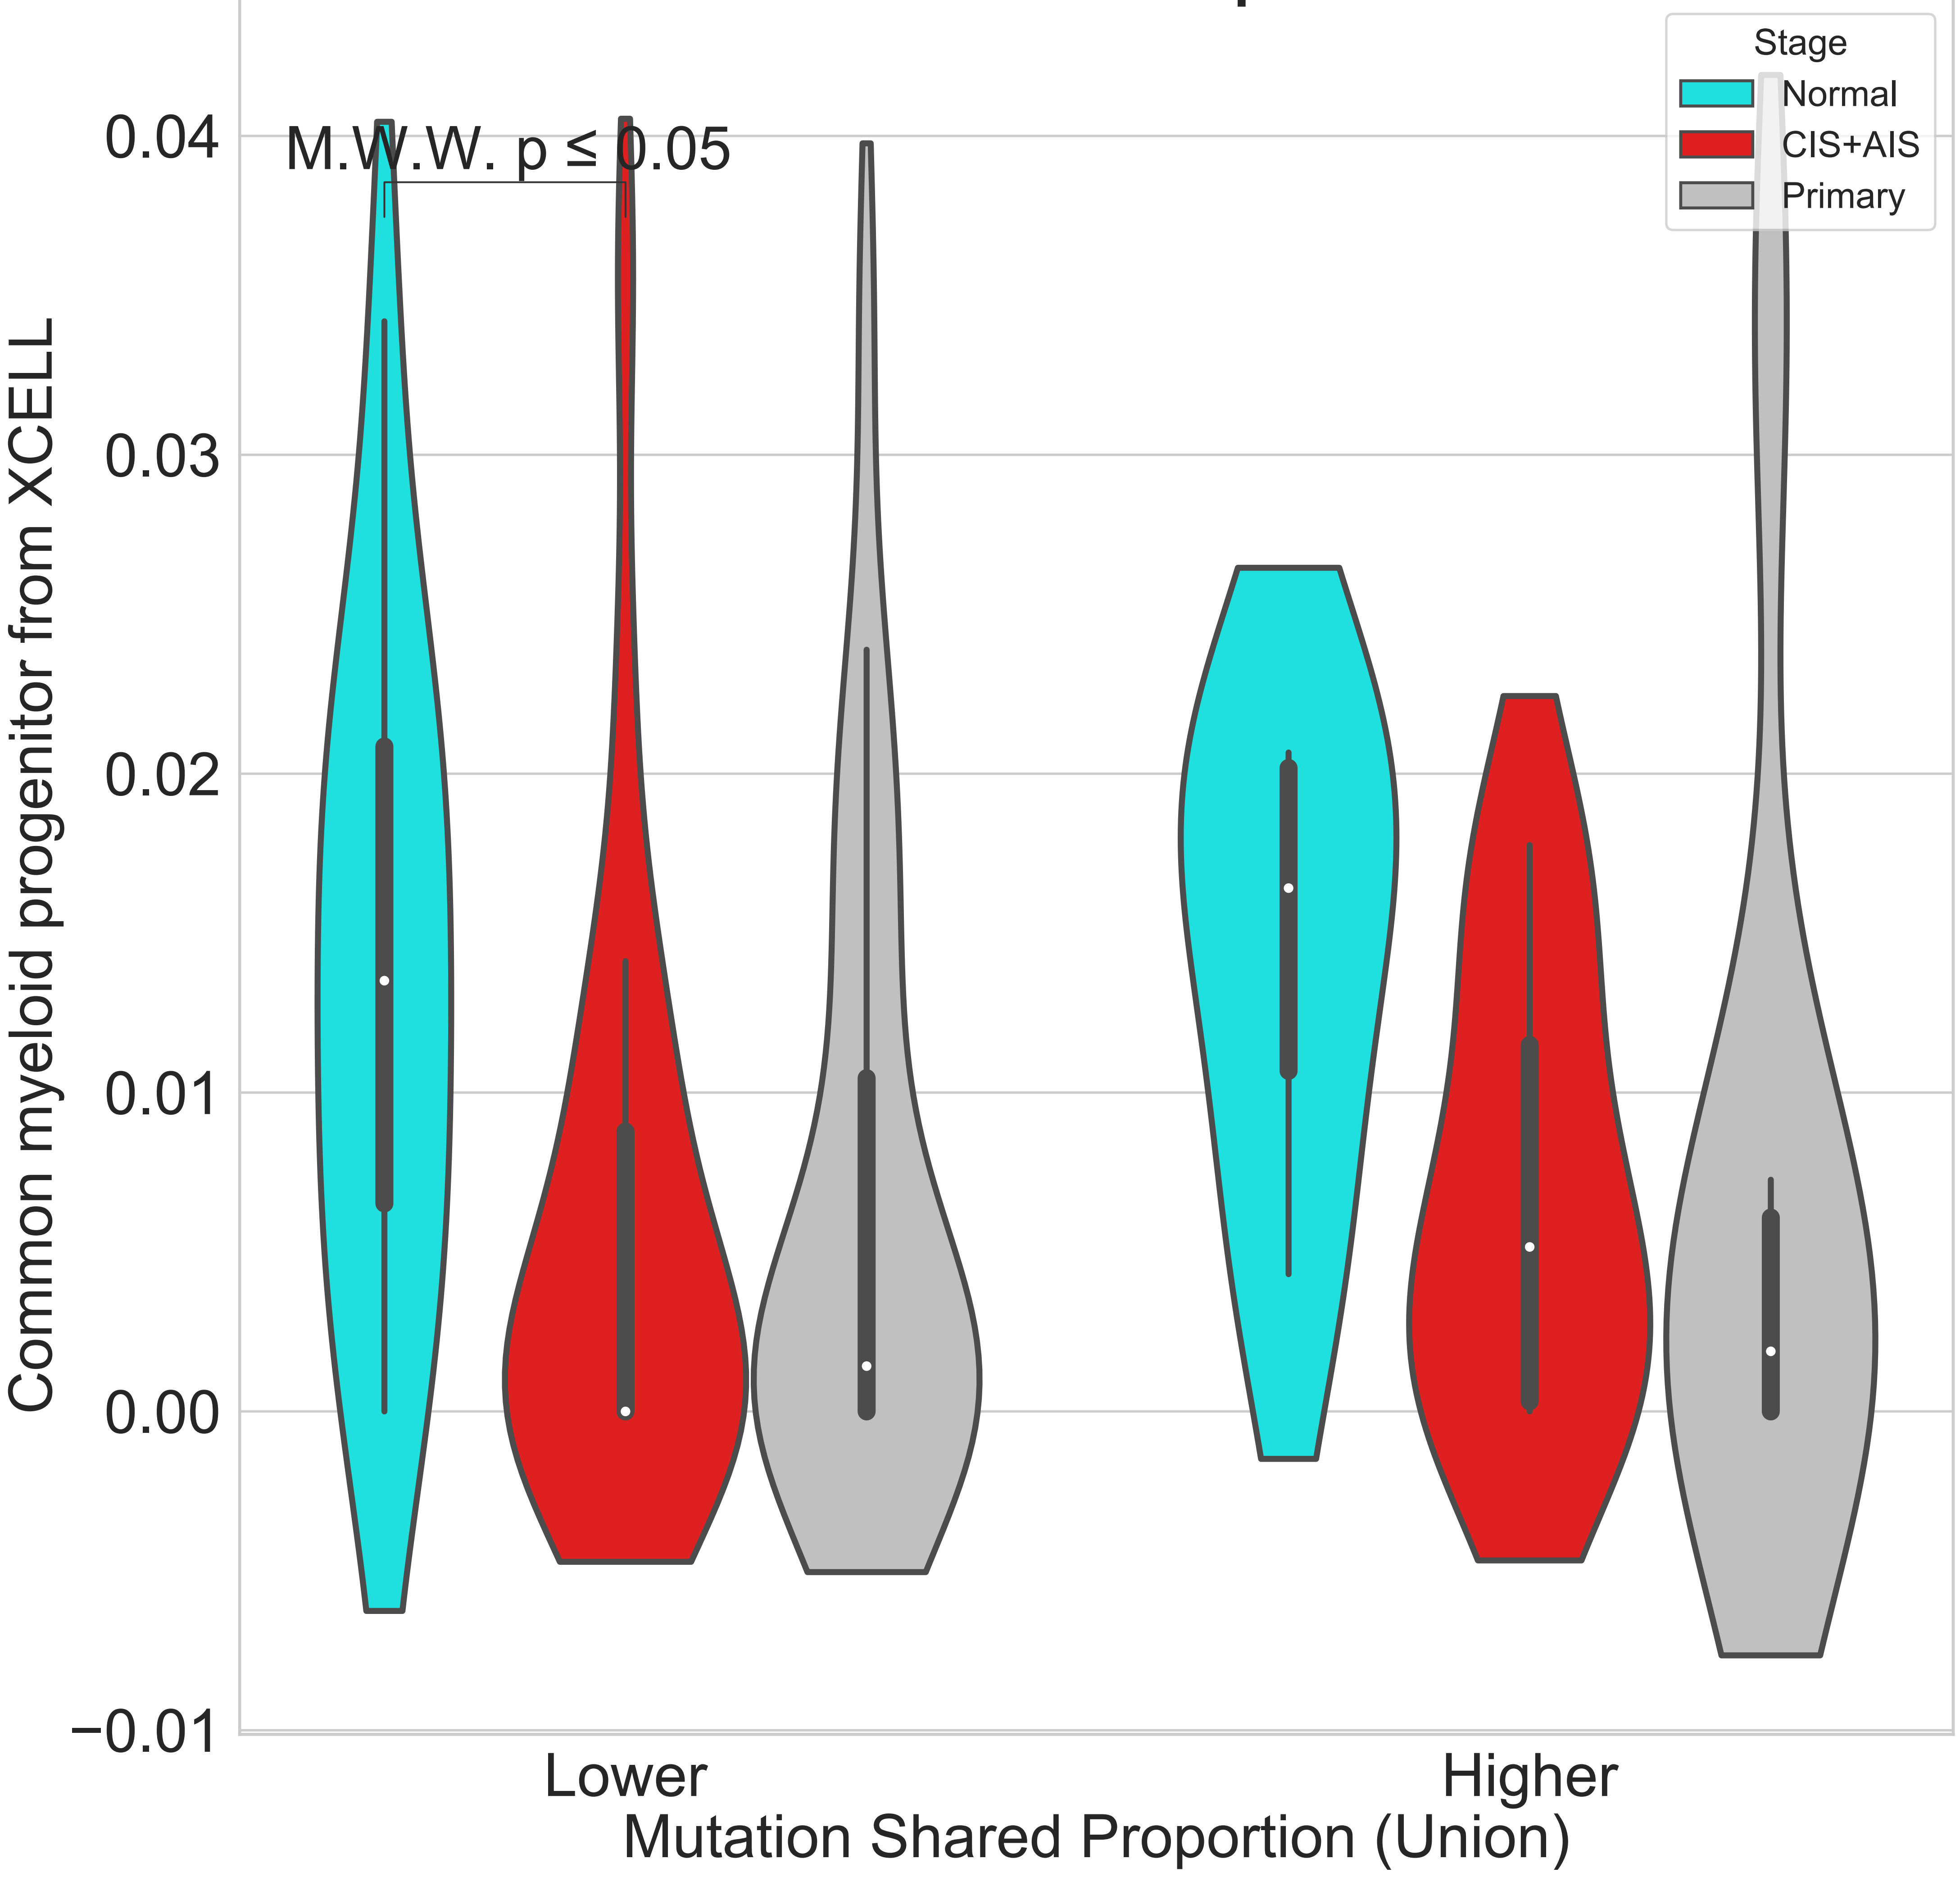 Stage
Normal
CIS+AIS
Primary
M.W.W. p ≤ 0.05
0.04
0.03
0.02
0.01
0.00
−0.01
Common myeloid progenitor from XCELL
Lower
Higher
Mutation Shared Proportion (Union)